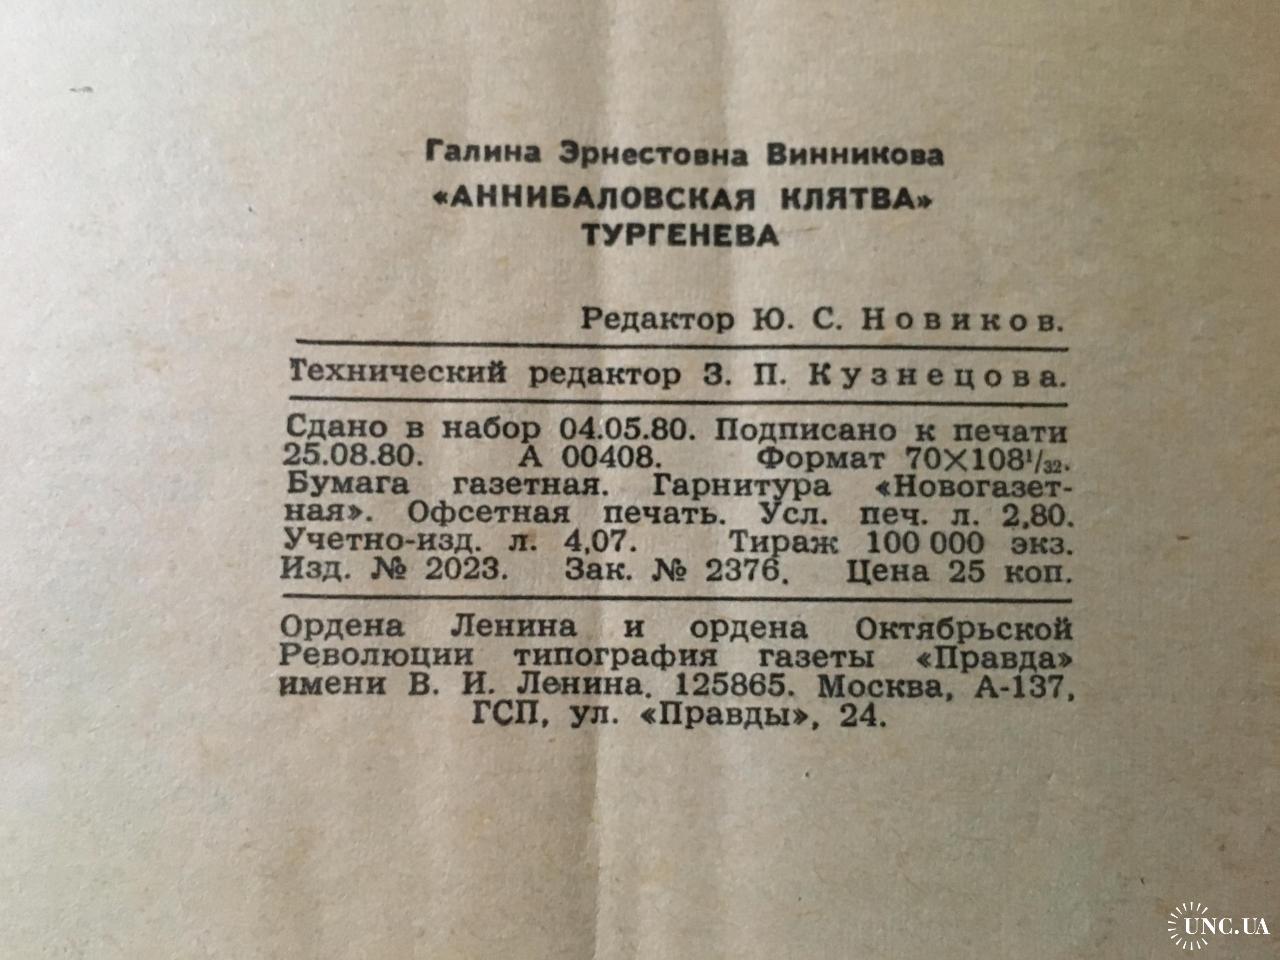 Галина Эрнестовна Винникова
«АННИБАЛОВСКАЯ КЛЯТВА»
ТУРГЕНЕВА
Редактор Ю. С. Новиков.
Технический редактор З. П. Кузнецова.
Сдано в набор 04.05.80. Подписано к печати
25.08.80. А 00408. Формат 70×108¹/₃₂.
Бумага газетная. Гарнитура «Новогазет-
ная». Офсетная печать. Усл. печ. л. 2,80.
Учетно-изд. л. 4,07. Тираж 100 000 экз.
Изд. № 2023. Зак. № 2376. Цена 25 коп.
Ордена Ленина и ордена Октябрьской
Революции типография газеты «Правда»
имени В. И. Ленина. 125865. Москва, А-137,
ГСП, ул. «Правды», 24.
UNC.UA